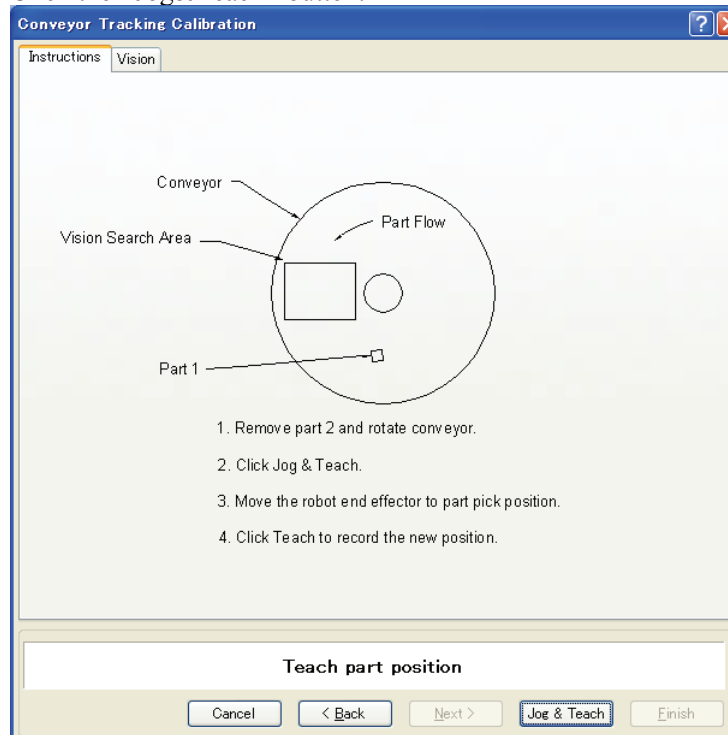 Conveyor Tracking Calibration
Instructions Vision
Conveyor
Part Flow
Vision Search Area
Part 1
1. Remove part 2 and rotate conveyor.
2. Click Jog & Teach.
3. Move the robot end effector to part pick position.
4. Click Teach to record the new position.
Teach part position
Cancel < Back Next > Jog & Teach Finish